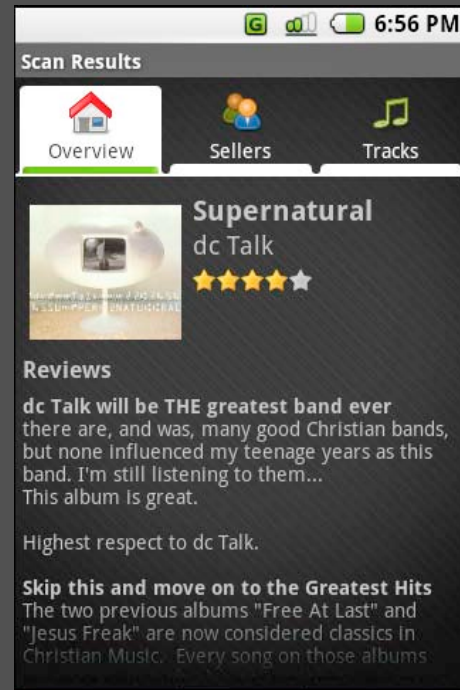 G 6:56 PM
Scan Results
Overview Sellers Tracks
Supernatural
dc Talk
Reviews
dc Talk will be THE greatest band ever
there are, and was, many good Christian bands,
but none influenced my teenage years as this
band. I'm still listening to them...
This album is great.
Highest respect to dc Talk.
Skip this and move on to the Greatest Hits
The two previous albums "Free At Last" and
"Jesus Freak" are now considered classics in
Christian Music. Every song on those albums